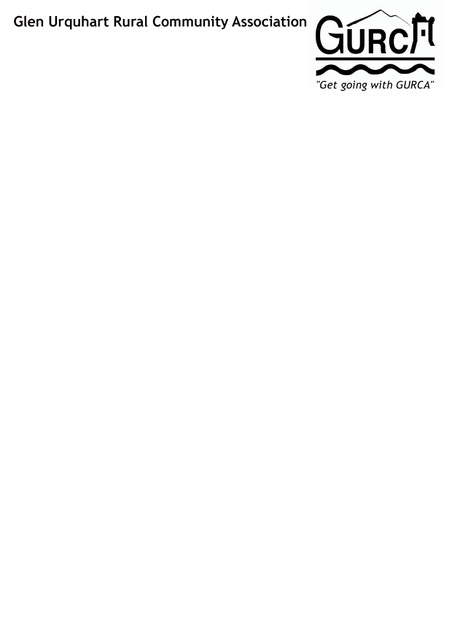 Glen Urquhart Rural Community Association
GURCA
"Get going with GURCA"